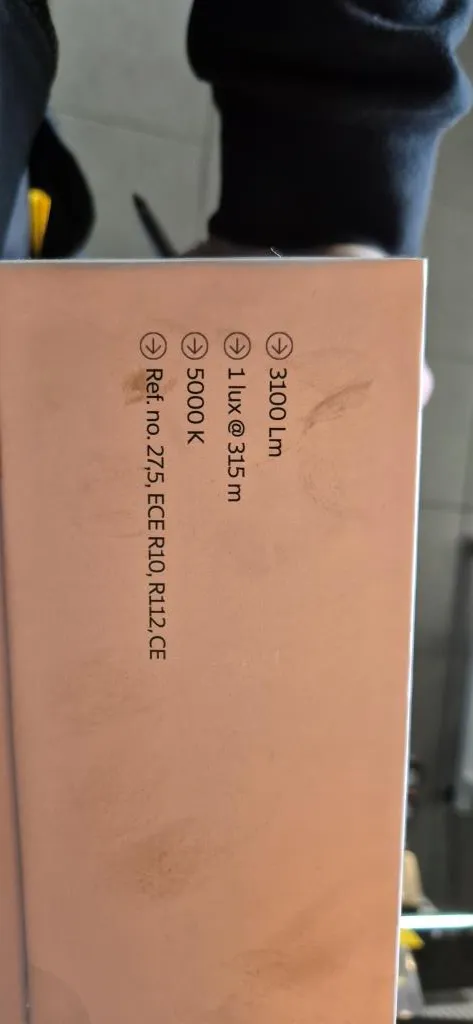 3100 Lm
1 lux @ 315 m
5000 K
Ref. no. 27,5, ECE R10, R112, CE